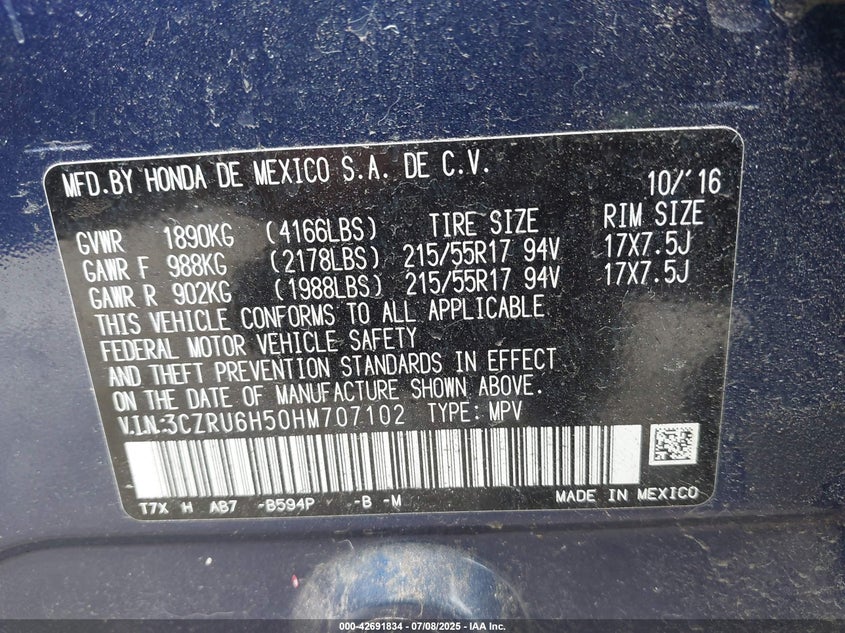 MFD.BY HONDA DE MEXICO S.A. DE C.V. 10/'16
GVWR 1890KG (4166LBS) TIRE SIZE RIM SIZE
GAWR F 988KG (2178LBS) 215/55R17 94V 17X7.5J
GAWR R 902KG (1988LBS) 215/55R17 94V 17X7.5J
THIS VEHICLE CONFORMS TO ALL APPLICABLE
FEDERAL MOTOR VEHICLE SAFETY
AND THEFT PREVENTION STANDARDS IN EFFECT
ON THE DATE OF MANUFACTURE SHOWN ABOVE.
V.I.N.:3CZRU6H50HM707102 TYPE: MPV
T7X H AB7 -B594P -B -M MADE IN MEXICO
000-42691834 - 07/08/2025 - IAA Inc.